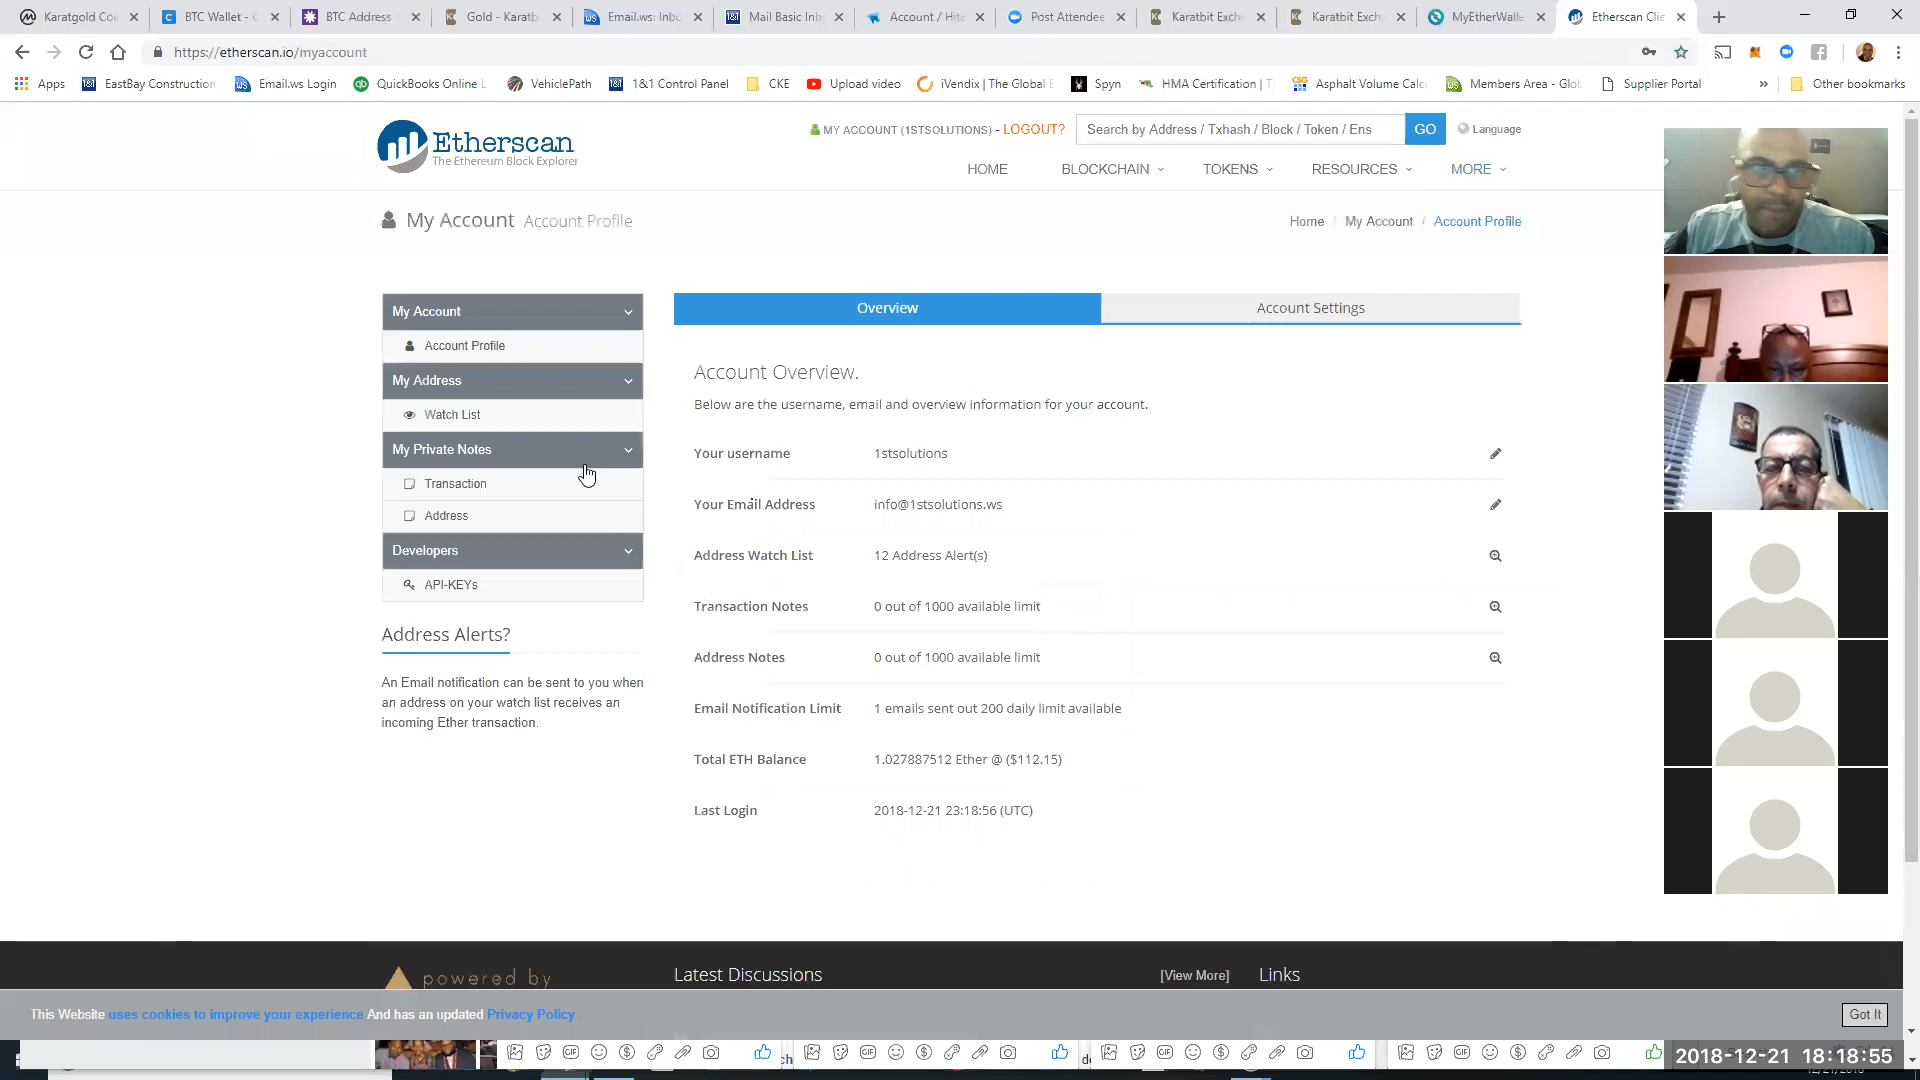 Karatgold Coi
BTC Wallet - C
BTC Address
Gold - Karatb
Email.ws: Inbo
Mail Basic Inb
Account / Hitc
Post Attendee
Karatbit Exch
Karatbit Exch
MyEtherWalle
Etherscan Clie
https://etherscan.io/myaccount
Apps
EastBay Construction
Email.ws Login
QuickBooks Online L
VehiclePath
1&1 Control Panel
CKE
Upload video
iVendix | The Global E
Spyn
HMA Certification | T
Asphalt Volume Calcu
Members Area - Glob
Supplier Portal
Other bookmarks
Etherscan
The Ethereum Block Explorer
MY ACCOUNT (1STSOLUTIONS) - LOGOUT?
Search by Address / Txhash / Block / Token / Ens
GO
Language
HOME BLOCKCHAIN TOKENS RESOURCES MORE
My Account Account Profile
Home / My Account / Account Profile
My Account
Account Profile
My Address
Watch List
My Private Notes
Transaction
Address
Developers
API-KEYs
Address Alerts?
An Email notification can be sent to you when
an address on your watch list receives an
incoming Ether transaction.
Overview
Account Settings
Account Overview.
Below are the username, email and overview information for your account.
Your username 1stsolutions
Your Email Address info@1stsolutions.ws
Address Watch List 12 Address Alert(s)
Transaction Notes 0 out of 1000 available limit
Address Notes 0 out of 1000 available limit
Email Notification Limit 1 emails sent out 200 daily limit available
Total ETH Balance 1.027887512 Ether @ ($112.15)
Last Login 2018-12-21 23:18:56 (UTC)
powered by
Latest Discussions
[View More]
Links
This Website uses cookies to improve your experience And has an updated Privacy Policy
Got It
2018-12-21 18:18:55